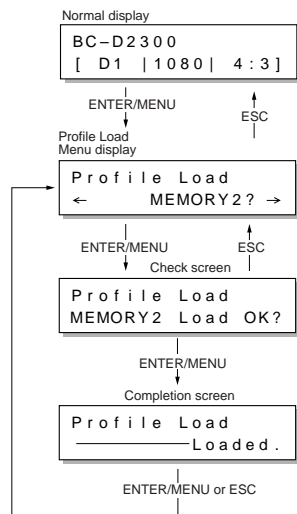 Normal display
BC–D2300
[ D1 |1080| 4:3]
ENTER/MENU
ESC
Profile Load
Menu display
Profile Load
← MEMORY2? →
ENTER/MENU
ESC
Check screen
Profile Load
MEMORY2 Load OK?
ENTER/MENU
Completion screen
Profile Load
Loaded.
ENTER/MENU or ESC